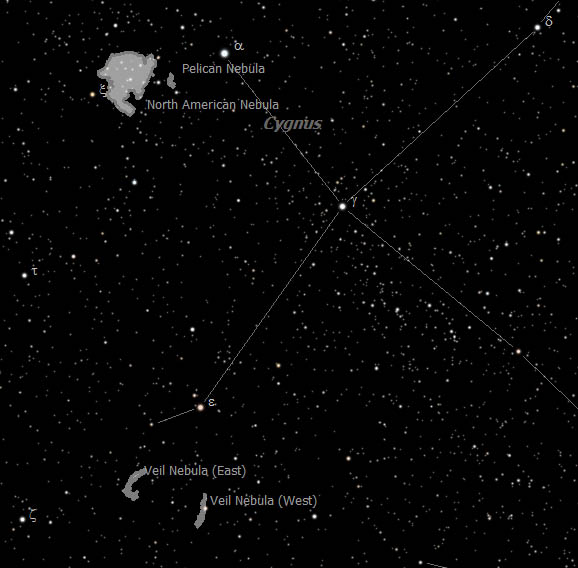 δ
α
Pelican Nebula
ξ
North American Nebula
Cygnus
γ
τ
ε
Veil Nebula (East)
Veil Nebula (West)
ζ